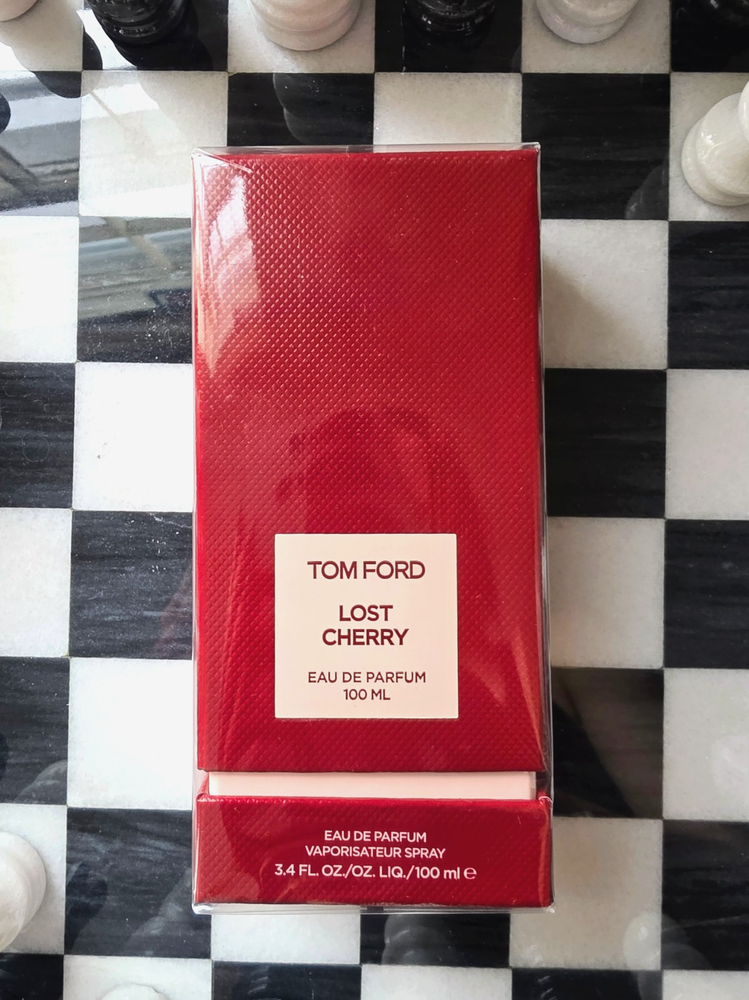 TOM FORD
LOST
CHERRY
EAU DE PARFUM
100 ML
EAU DE PARFUM
VAPORISATEUR SPRAY
3.4 FL. OZ./OZ. LIQ./100 ml ℮